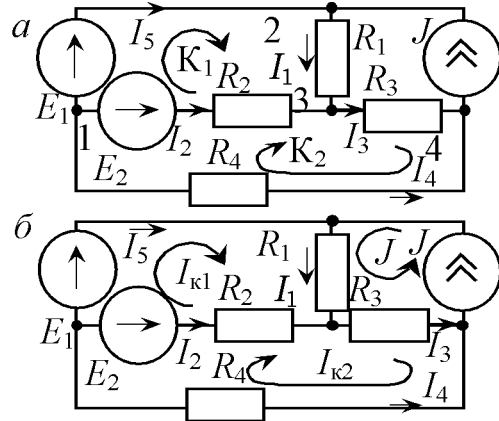 а I5 2 R1 J
К1 R2 I1 3 R3
E1 1 E2 I2 R4 К2 I3 4 I4
б I5 R1 J J
Iк1 R2 I1 R3
E1 E2 I2 R4 Iк2 I3 I4